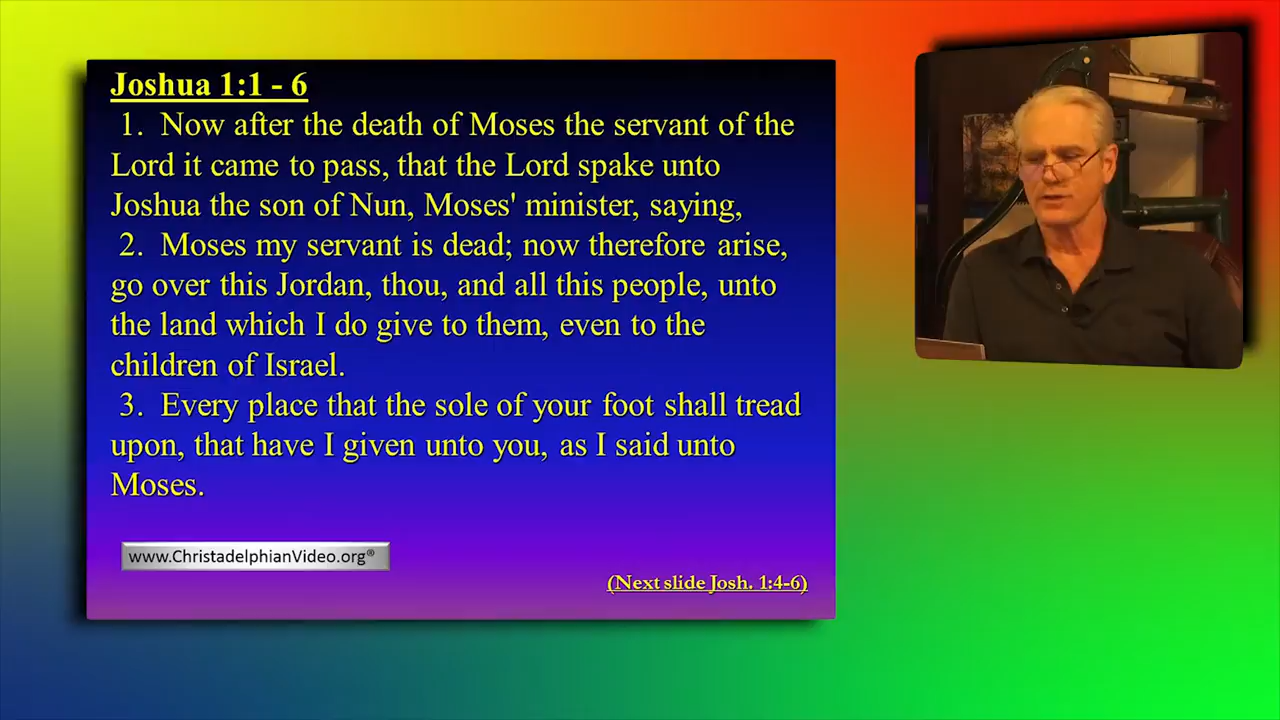 Joshua 1:1 - 6
1. Now after the death of Moses the servant of the
Lord it came to pass, that the Lord spake unto
Joshua the son of Nun, Moses' minister, saying,
2. Moses my servant is dead; now therefore arise,
go over this Jordan, thou, and all this people, unto
the land which I do give to them, even to the
children of Israel.
3. Every place that the sole of your foot shall tread
upon, that have I given unto you, as I said unto
Moses.
www.ChristadelphianVideo.org®
(Next slide Josh. 1:4-6)